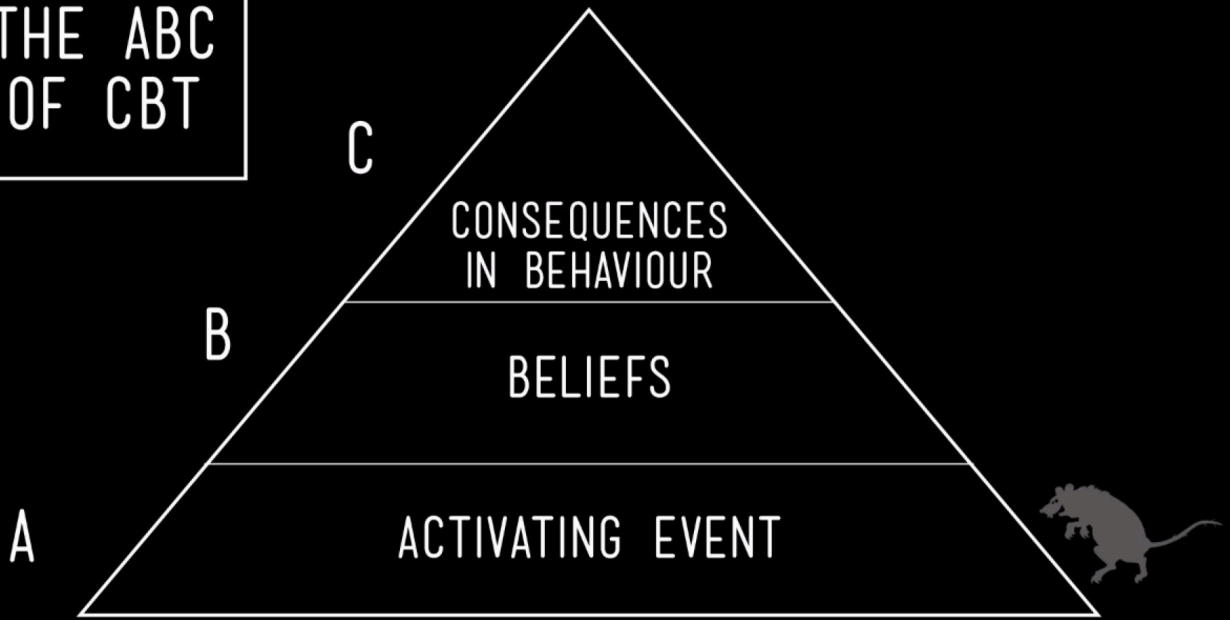 THE ABC
OF CBT
C
CONSEQUENCES
IN BEHAVIOUR
B
BELIEFS
A
ACTIVATING EVENT